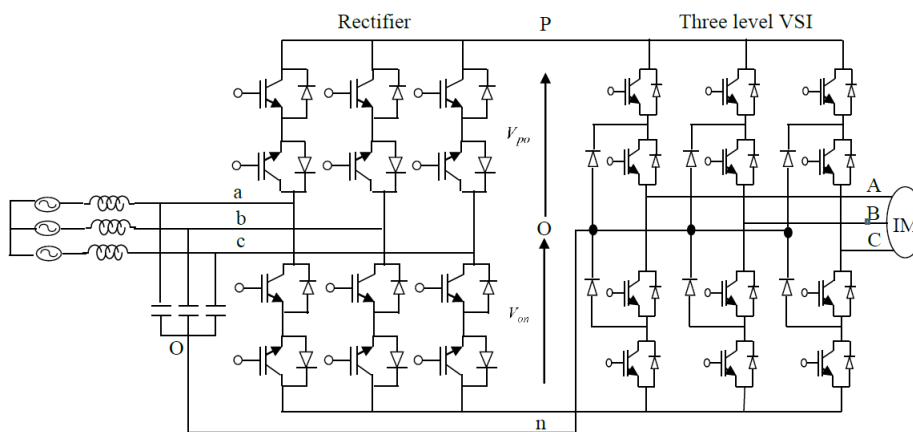 Rectifier
P
Three level VSI
V_po
a
b
c
O
V_on
A
B
C
IM
O
n